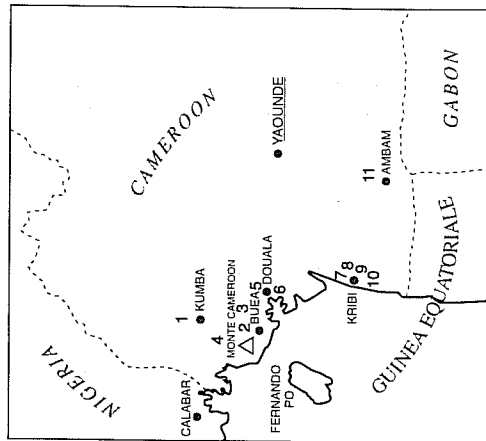 NIGERIA
CAMEROON
CALABAR
1
KUMBA
4
MONTE CAMEROON
2 3
BUEA
5
DOUALA
6
YAOUNDE
FERNANDO
PO
7
8
KRIBI
9
10
11
AMBAM
GUINEA EQUATORIALE
GABON